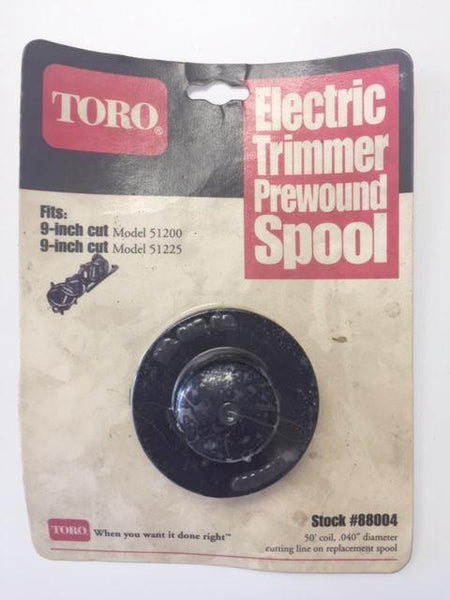 TORO®
Electric
Trimmer
Prewound
Spool
Fits:
9-inch cut Model 51200
9-inch cut Model 51225
Stock #88004
TORO When you want it done right™
50' coil, .040" diameter
cutting line on replacement spool